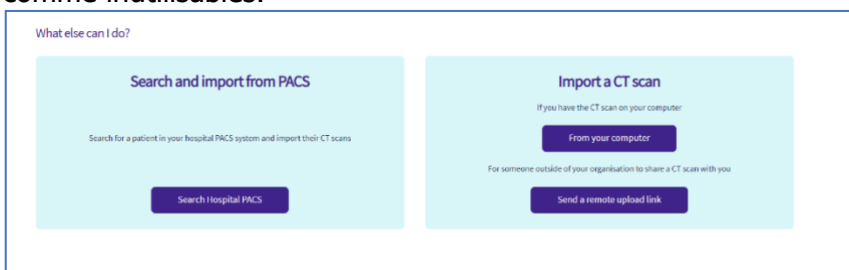 comme inutilisables.
What else can I do?
Search and import from PACS
Search for a patient in your hospital PACS system and import their CT scans
Search Hospital PACS
Import a CT scan
If you have the CT scan on your computer
From your computer
For someone outside of your organisation to share a CT scan with you
Send a remote upload link